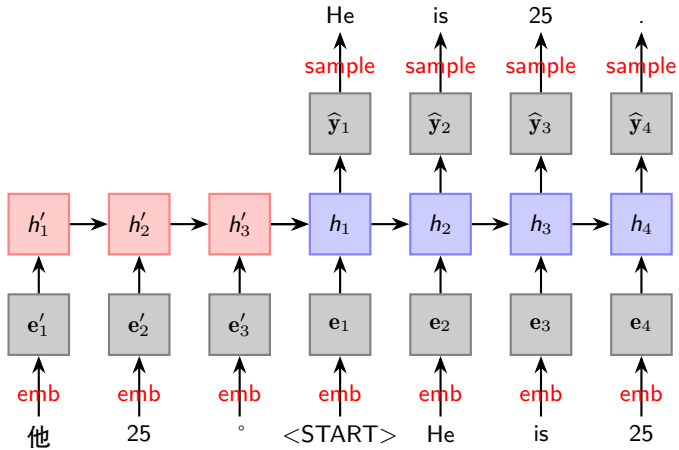 He is 25 .
sample sample sample sample
ŷ₁ ŷ₂ ŷ₃ ŷ₄
h′₁ h′₂ h′₃ h₁ h₂ h₃ h₄
e′₁ e′₂ e′₃ e₁ e₂ e₃ e₄
emb emb emb emb emb emb emb
他 25 。 <START> He is 25